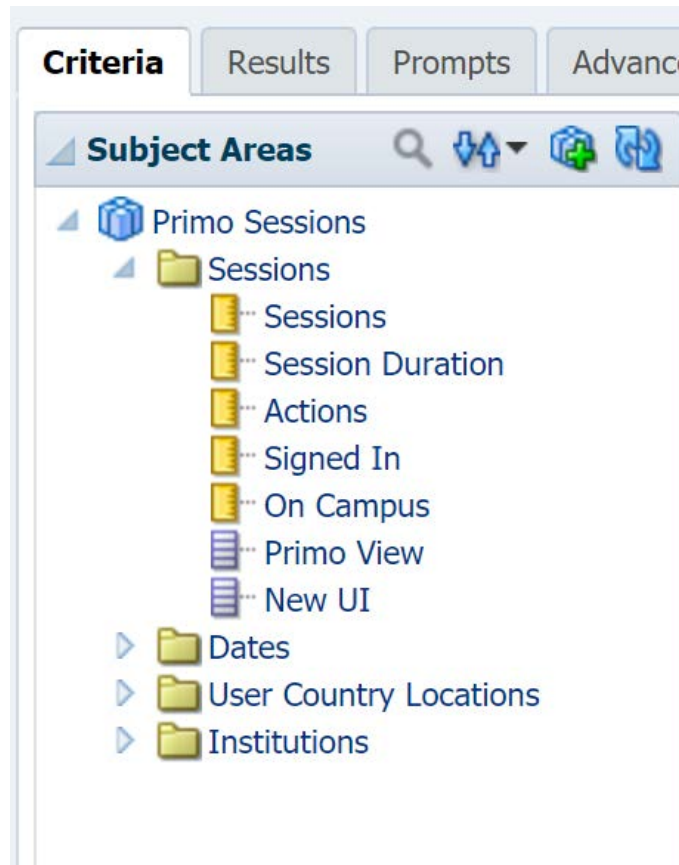 Criteria Results Prompts Advanc
Subject Areas
Primo Sessions
Sessions
Sessions
Session Duration
Actions
Signed In
On Campus
Primo View
New UI
Dates
User Country Locations
Institutions